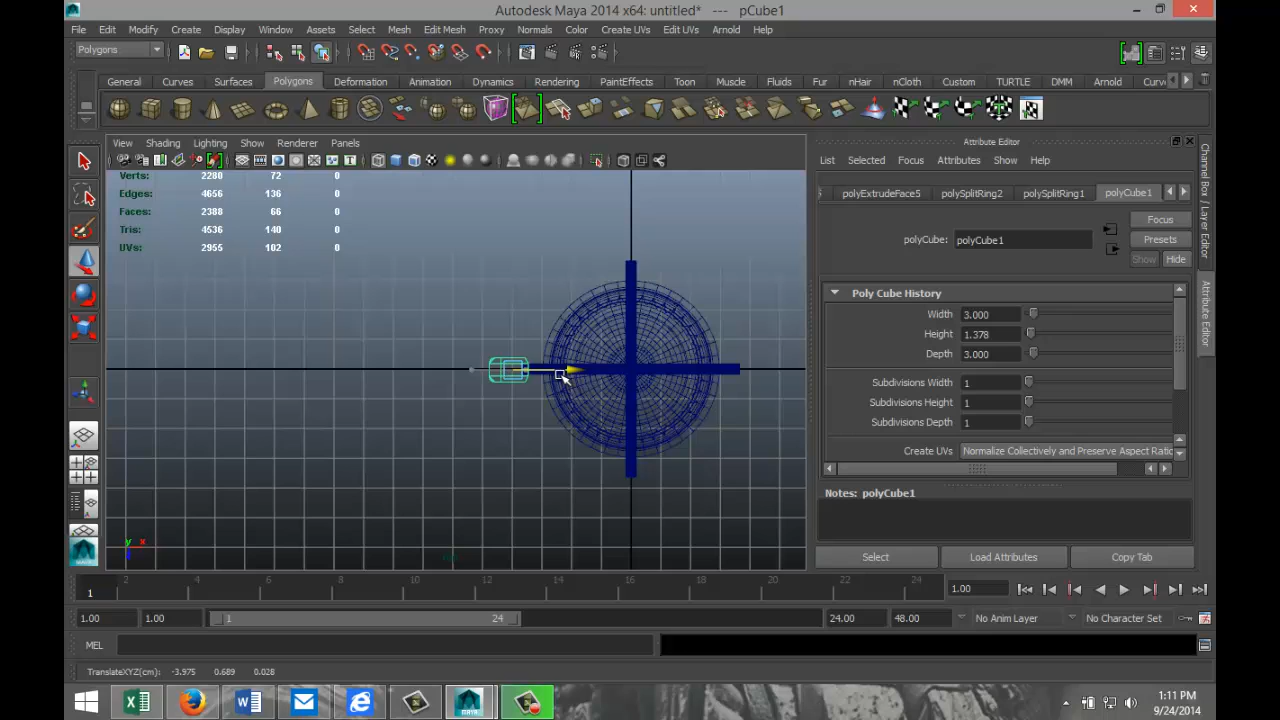 Autodesk Maya 2014 x64: untitled* --- pCube1
File Edit Modify Create Display Window Assets Select Mesh Edit Mesh Proxy Normals Color Create UVs Edit UVs Arnold Help
Polygons
General Curves Surfaces Polygons Deformation Animation Dynamics Rendering PaintEffects Toon Muscle Fluids Fur nHair nCloth Custom TURTLE DMM Arnold Curv
View Shading Lighting Show Renderer Panels
Attribute Editor
List Selected Focus Attributes Show Help
Verts: 2280 72 0
Edges: 4656 136 0
Faces: 2388 66 0
Tris: 4536 140 0
UVs: 2955 102 0
polyExtrudeFace5 polySplitRing2 polySplitRing1 polyCube1
Focus
polyCube: polyCube1
Presets
Show Hide
Poly Cube History
Width 3.000
Height 1.378
Depth 3.000
Subdivisions Width 1
Subdivisions Height 1
Subdivisions Depth 1
Create UVs Normalize Collectively and Preserve Aspect Ratio
Notes: polyCube1
Select Load Attributes Copy Tab
Channel Box / Layer Editor
Attribute Editor
y x
2 4 6 8 10 12 14 16 18 20 22 24
1
1.00
1.00 1.00 1 24 24.00 48.00 No Anim Layer No Character Set
MEL
TranslateXYZ(cm): -3.975 0.689 0.028
1:11 PM
9/24/2014